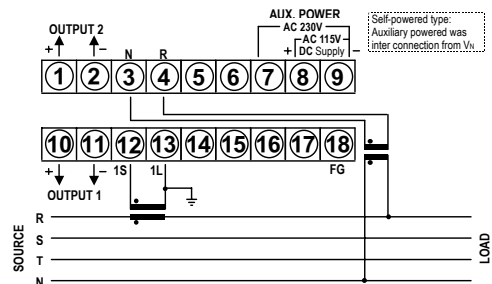 AUX. POWER
OUTPUT 2
AC 230V
AC 115V
+ DC Supply –
+ –
N R
1 2 3 4 5 6 7 8 9
Self-powered type:
Auxiliary powered was
inter connection from VN
10 11 12 13 14 15 16 17 18
+ – 1S 1L FG
OUTPUT 1
SOURCE
R
S
T
N
LOAD